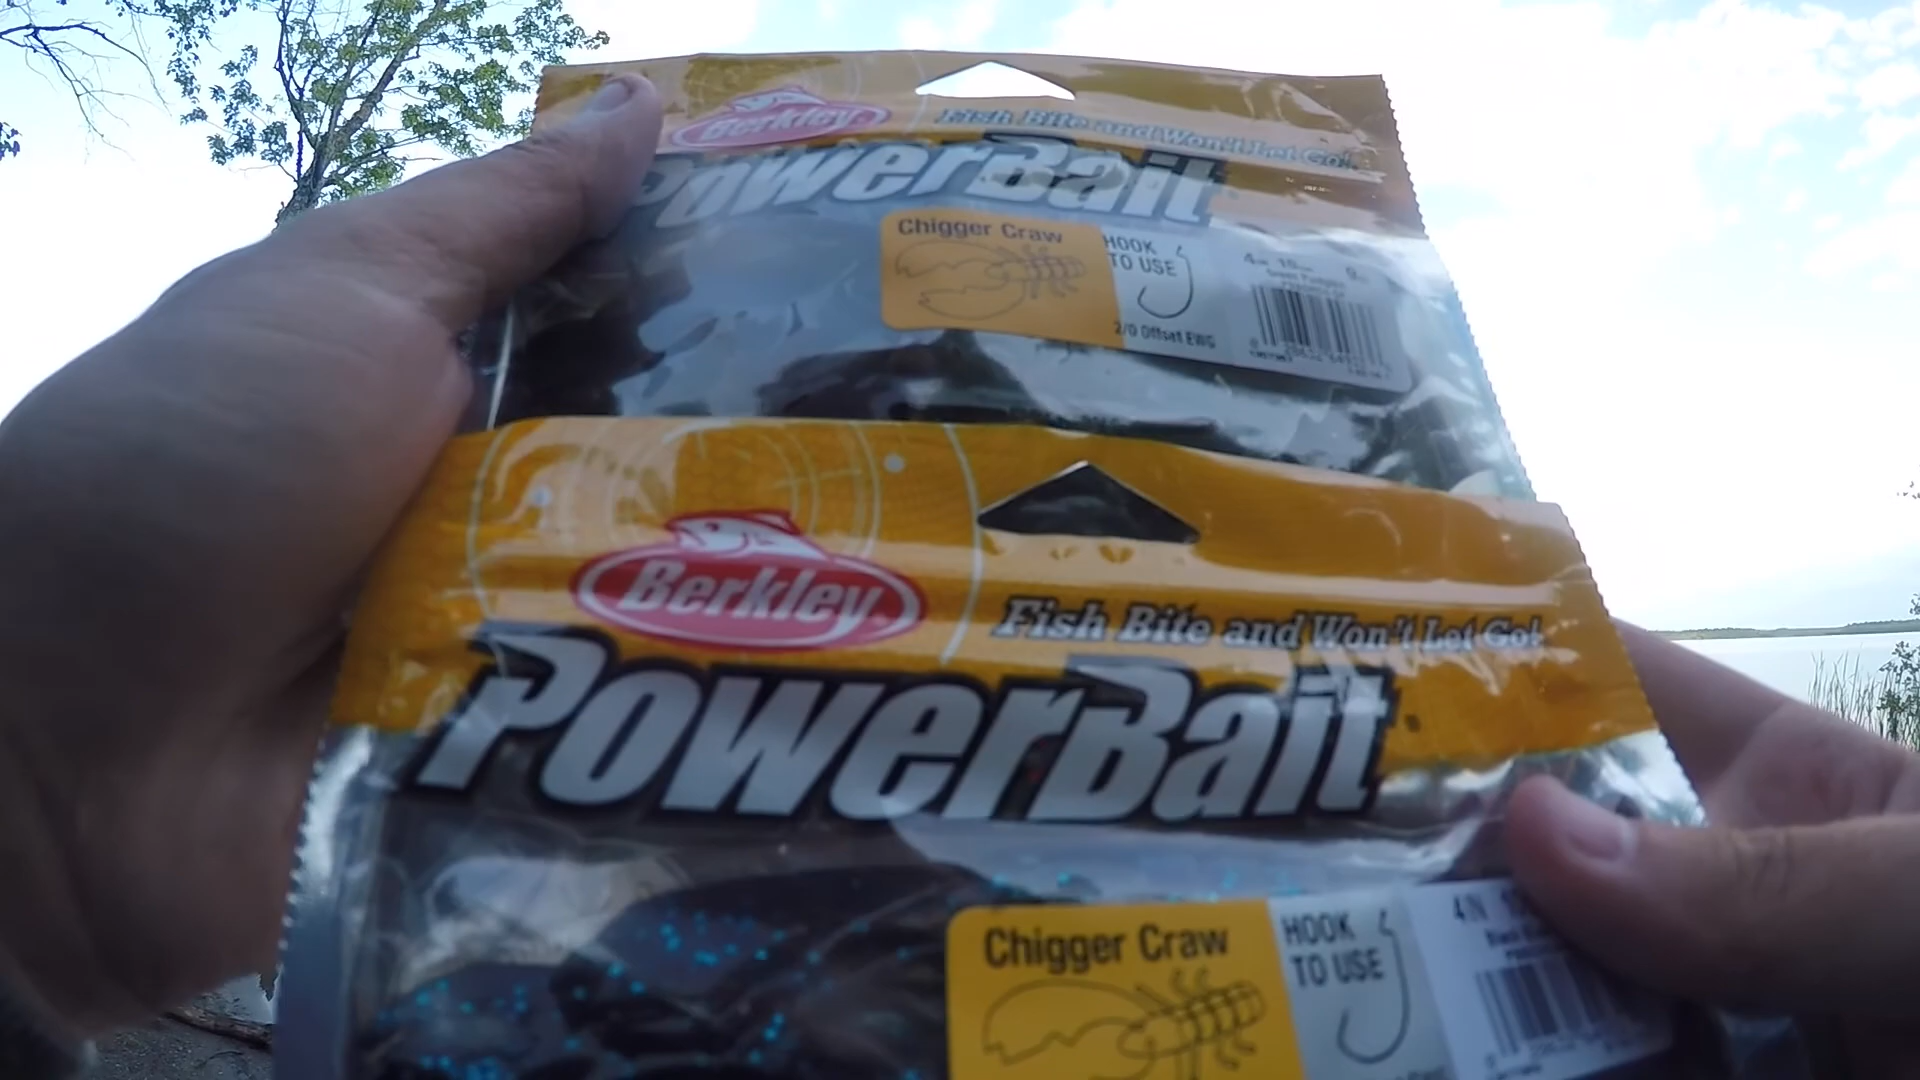 Berkley
Fish Bite and Won't Let Go!
PowerBait
Chigger Craw
HOOK
TO USE
2/0 Offset EWG
Berkley
Fish Bite and Won't Let Go!
PowerBait
Chigger Craw
HOOK
TO USE
4IN